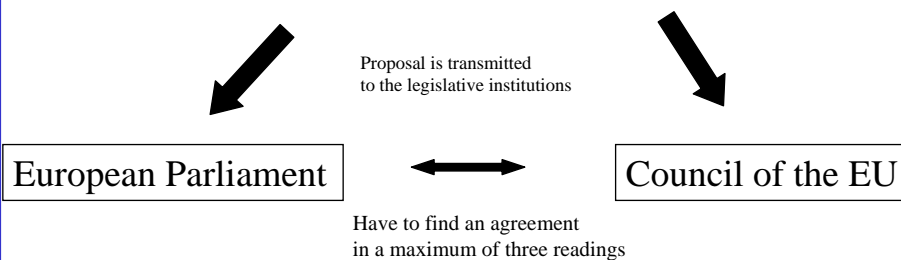 Proposal is transmitted
to the legislative institutions
European Parliament
Council of the EU
Have to find an agreement
in a maximum of three readings